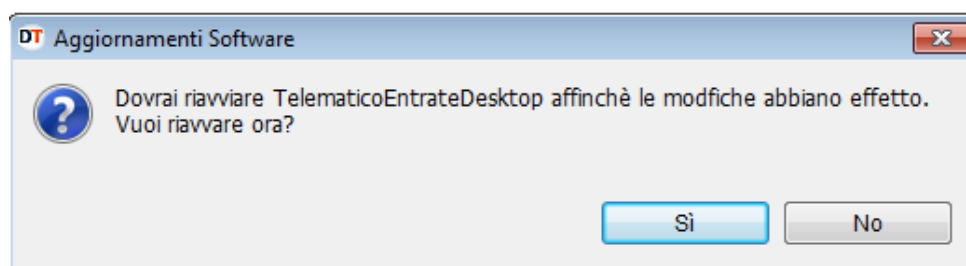 DT Aggiornamenti Software
Dovrai riavviare TelematicoEntrateDesktop affinchè le modfiche abbiano effetto.
Vuoi riavvare ora?
Sì No